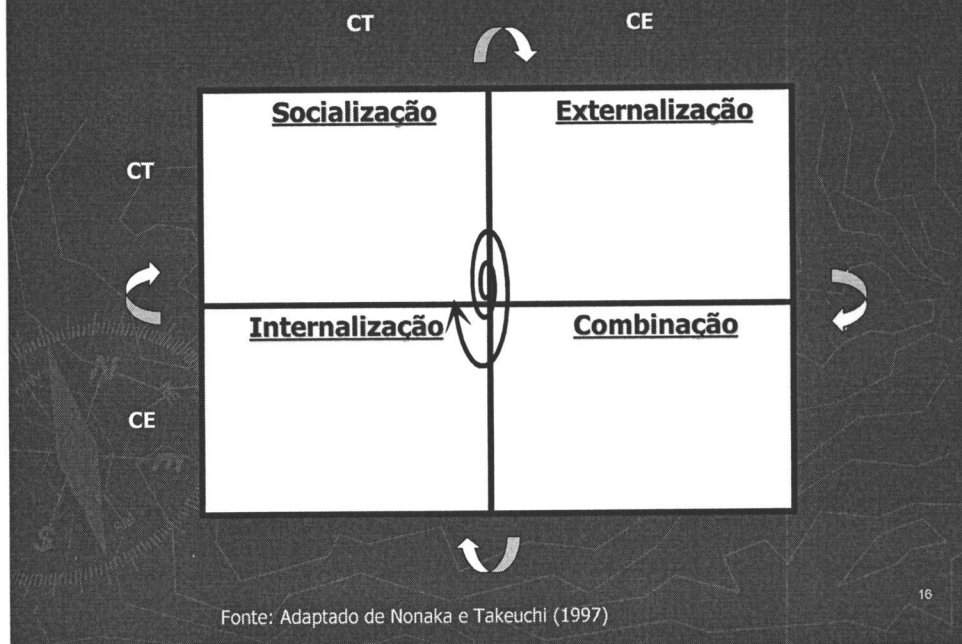 CT CE
Socialização Externalização
CT
Internalização Combinação
CE
N
S
16
Fonte: Adaptado de Nonaka e Takeuchi (1997)